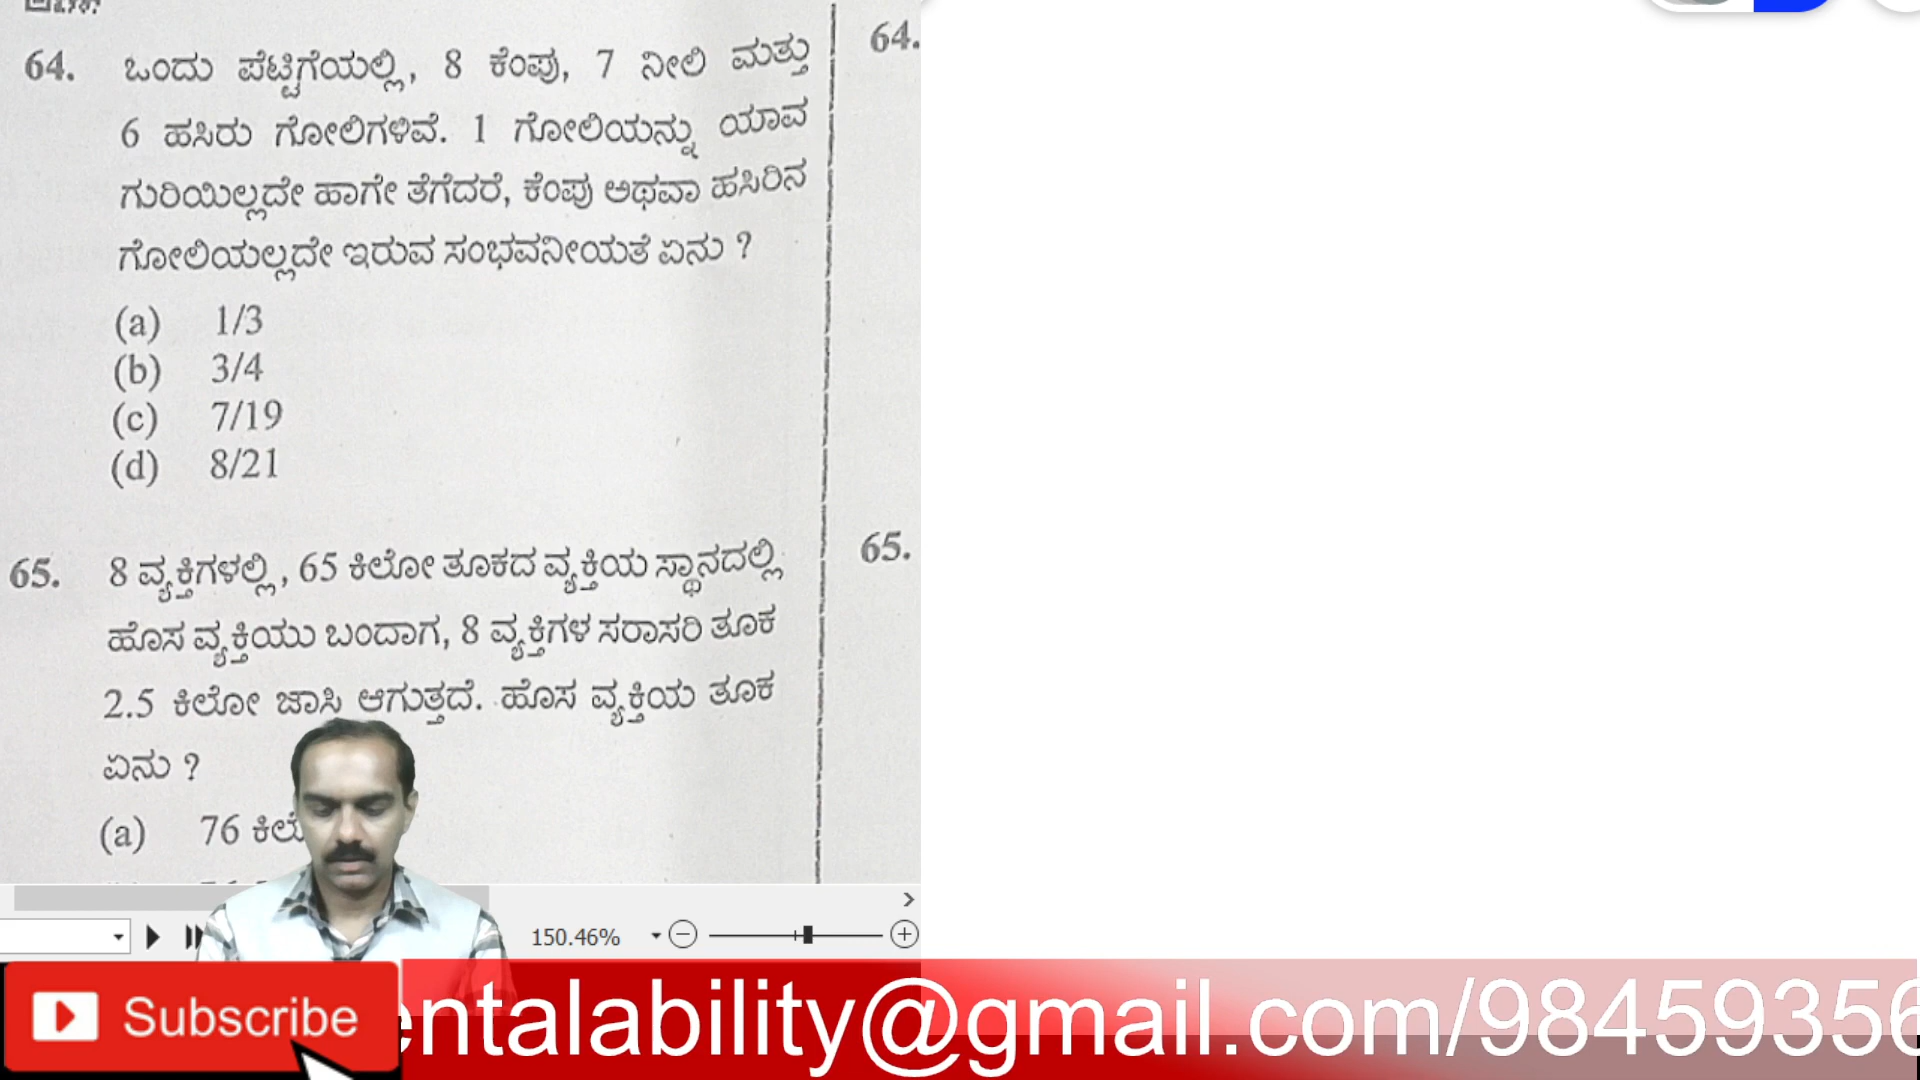 64. ಒಂದು ಪೆಟ್ಟಿಗೆಯಲ್ಲಿ, 8 ಕೆಂಪು, 7 ನೀಲಿ ಮತ್ತು
6 ಹಸಿರು ಗೋಲಿಗಳಿವೆ. 1 ಗೋಲಿಯನ್ನು ಯಾವ
ಗುರಿಯಿಲ್ಲದೇ ಹಾಗೇ ತೆಗೆದರೆ, ಕೆಂಪು ಅಥವಾ ಹಸಿರಿನ
ಗೋಲಿಯಲ್ಲದೇ ಇರುವ ಸಂಭವನೀಯತೆ ಏನು ?
(a) 1/3
(b) 3/4
(c) 7/19
(d) 8/21
65. 8 ವ್ಯಕ್ತಿಗಳಲ್ಲಿ, 65 ಕಿಲೋ ತೂಕದ ವ್ಯಕ್ತಿಯ ಸ್ಥಾನದಲ್ಲಿ
ಹೊಸ ವ್ಯಕ್ತಿಯು ಬಂದಾಗ, 8 ವ್ಯಕ್ತಿಗಳ ಸರಾಸರಿ ತೂಕ
2.5 ಕಿಲೋ ಜಾಸಿ ಆಗುತ್ತದೆ. ಹೊಸ ವ್ಯಕ್ತಿಯ ತೂಕ
ಏನು ?
(a) 76
64.
65.
150.46%
Subscribe
entalability@gmail.com/98459356